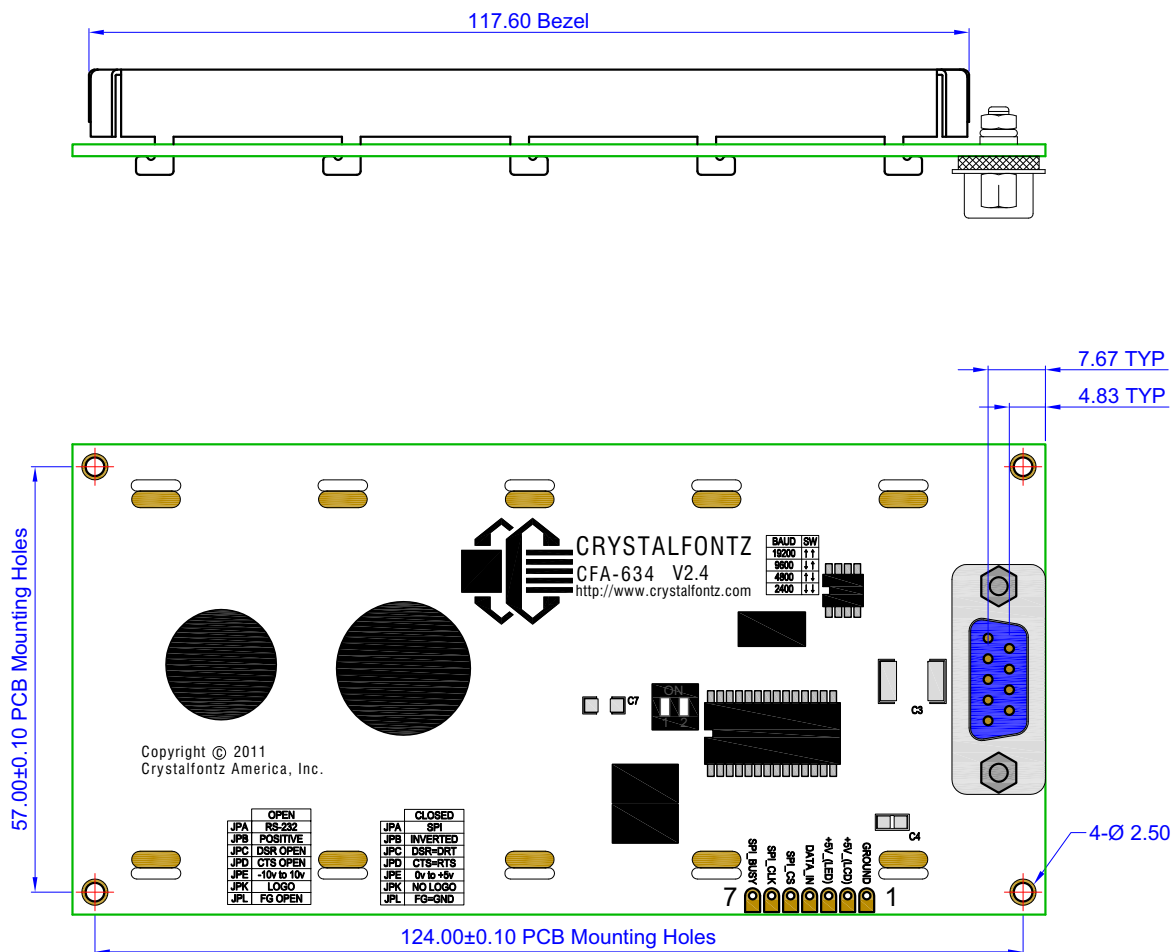 117.60 Bezel
7.67 TYP
4.83 TYP
57.00±0.10 PCB Mounting Holes
CRYSTALFONTZ
CFA-634 V2.4
http://www.crystalfontz.com
BAUD SW
19200 ↑↑
9600 ↓↑
4800 ↑↓
2400 ↓↓
ON
1 2
C7
C3
Copyright © 2011
Crystalfontz America, Inc.
OPEN
JPA RS-232
JPB POSITIVE
JPC DSR OPEN
JPD CTS OPEN
JPE -10v to 10v
JPK LOGO
JPL FG OPEN
CLOSED
JPA SPI
JPB INVERTED
JPC DSR=DRT
JPD CTS=RTS
JPE 0v to +5v
JPK NO LOGO
JPL FG=GND
C4
4-Ø 2.50
SPI_BUSY
SPI_CLK
SPI_CS
DATA_IN
+5V_(LED)
+5V_(LCD)
GROUND
7 1
124.00±0.10 PCB Mounting Holes